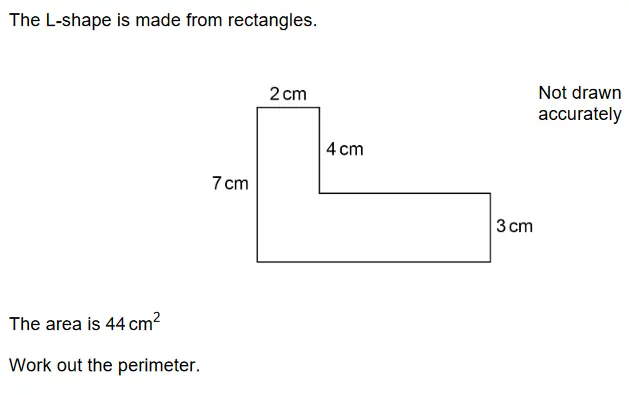 The L-shape is made from rectangles.
2 cm
Not drawn
accurately
4 cm
7 cm
3 cm
The area is 44 cm²
Work out the perimeter.